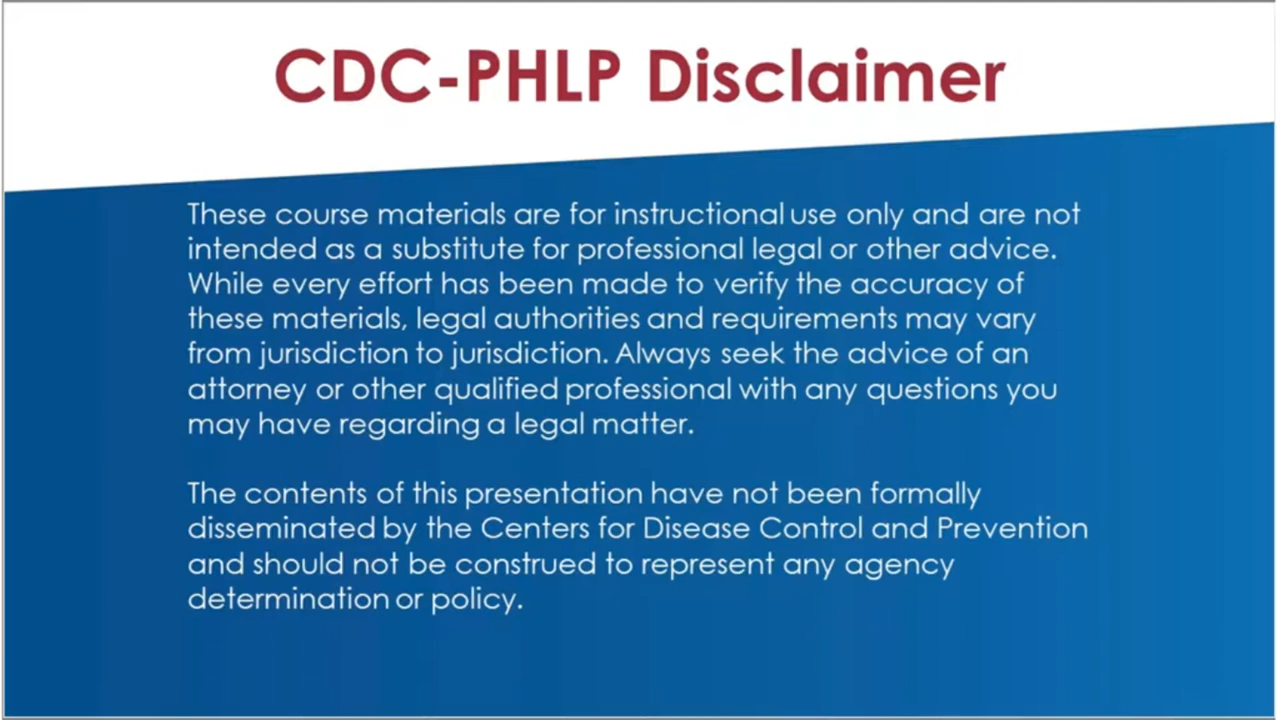 CDC-PHLP Disclaimer
These course materials are for instructional use only and are not
intended as a substitute for professional legal or other advice.
While every effort has been made to verify the accuracy of
these materials, legal authorities and requirements may vary
from jurisdiction to jurisdiction. Always seek the advice of an
attorney or other qualified professional with any questions you
may have regarding a legal matter.
The contents of this presentation have not been formally
disseminated by the Centers for Disease Control and Prevention
and should not be construed to represent any agency
determination or policy.